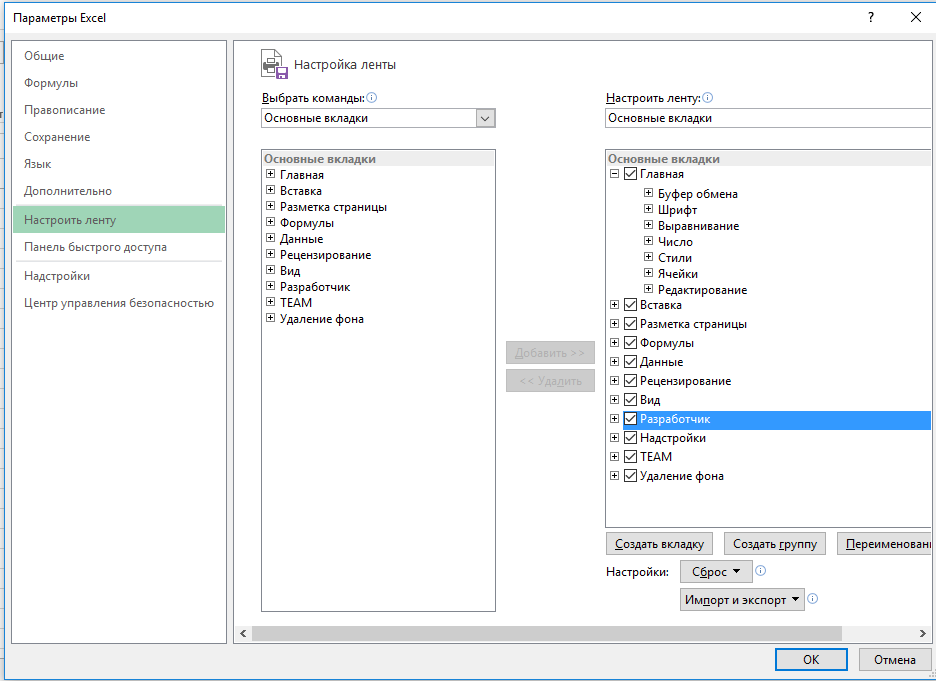 Параметры Excel
?
Общие
Формулы
Правописание
Сохранение
Язык
Дополнительно
Настроить ленту
Панель быстрого доступа
Надстройки
Центр управления безопасностью
Настройка ленты
Выбрать команды:
Основные вкладки
Основные вкладки
Главная
Вставка
Разметка страницы
Формулы
Данные
Рецензирование
Вид
Разработчик
TEAM
Удаление фона
Добавить >>
<< Удалить
Настроить ленту:
Основные вкладки
Основные вкладки
Главная
Буфер обмена
Шрифт
Выравнивание
Число
Стили
Ячейки
Редактирование
Вставка
Разметка страницы
Формулы
Данные
Рецензирование
Вид
Разработчик
Надстройки
TEAM
Удаление фона
Создать вкладку
Создать группу
Переименовани
Настройки:
Сброс
Импорт и экспорт
OK
Отмена